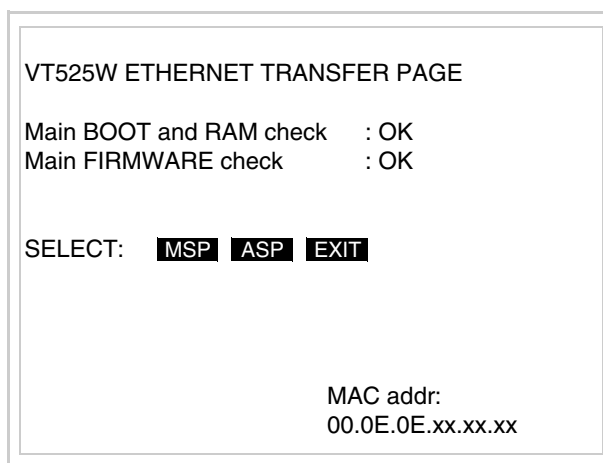 VT525W ETHERNET TRANSFER PAGE
Main BOOT and RAM check : OK
Main FIRMWARE check : OK
SELECT: MSP ASP EXIT
MAC addr:
00.0E.0E.xx.xx.xx